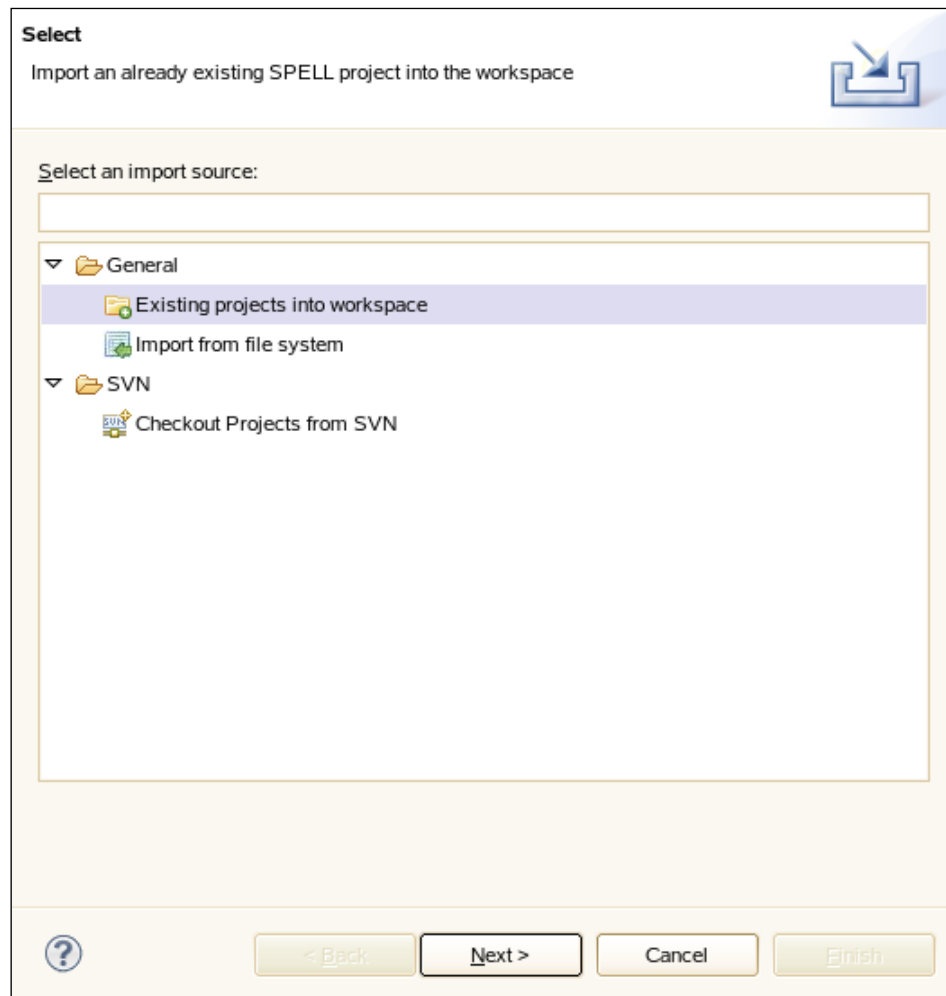 Select
Import an already existing SPELL project into the workspace
Select an import source:
General
Existing projects into workspace
Import from file system
SVN
SVN
Checkout Projects from SVN
?
< Back
Next >
Cancel
Finish